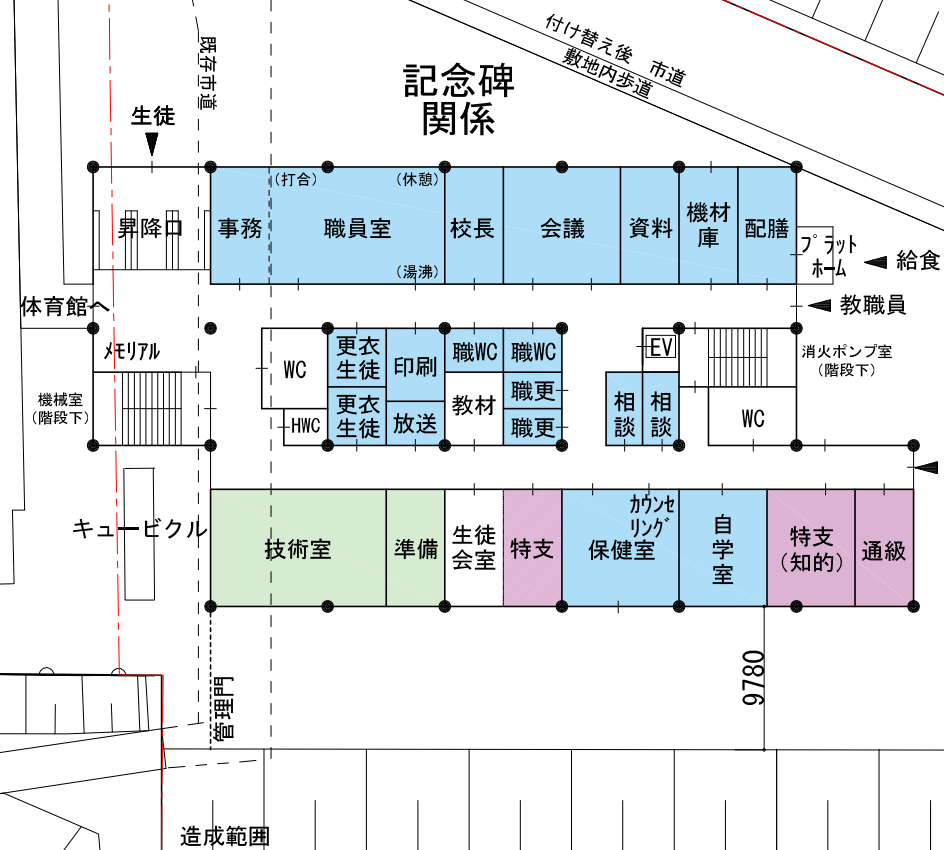 付け替え後 市道
敷地内歩道
既存市道
記念碑
関係
生徒
(打合)
(休憩)
昇降口
事務
職員室
校長
会議
資料
機材
庫
配膳
プラット
ホーム
給食
(湯沸)
教職員
体育館へ
メモリアル
WC
更衣
生徒
印刷
職WC
職WC
EV
消火ポンプ室
(階段下)
機械室
(階段下)
HWC
更衣
生徒
放送
教材
職更
職更
相
談
相
談
WC
キュービクル
技術室
準備
生徒
会室
特支
カウンセ
リング
保健室
自
学
室
特支
(知的)
通級
管理門
9780
造成範囲